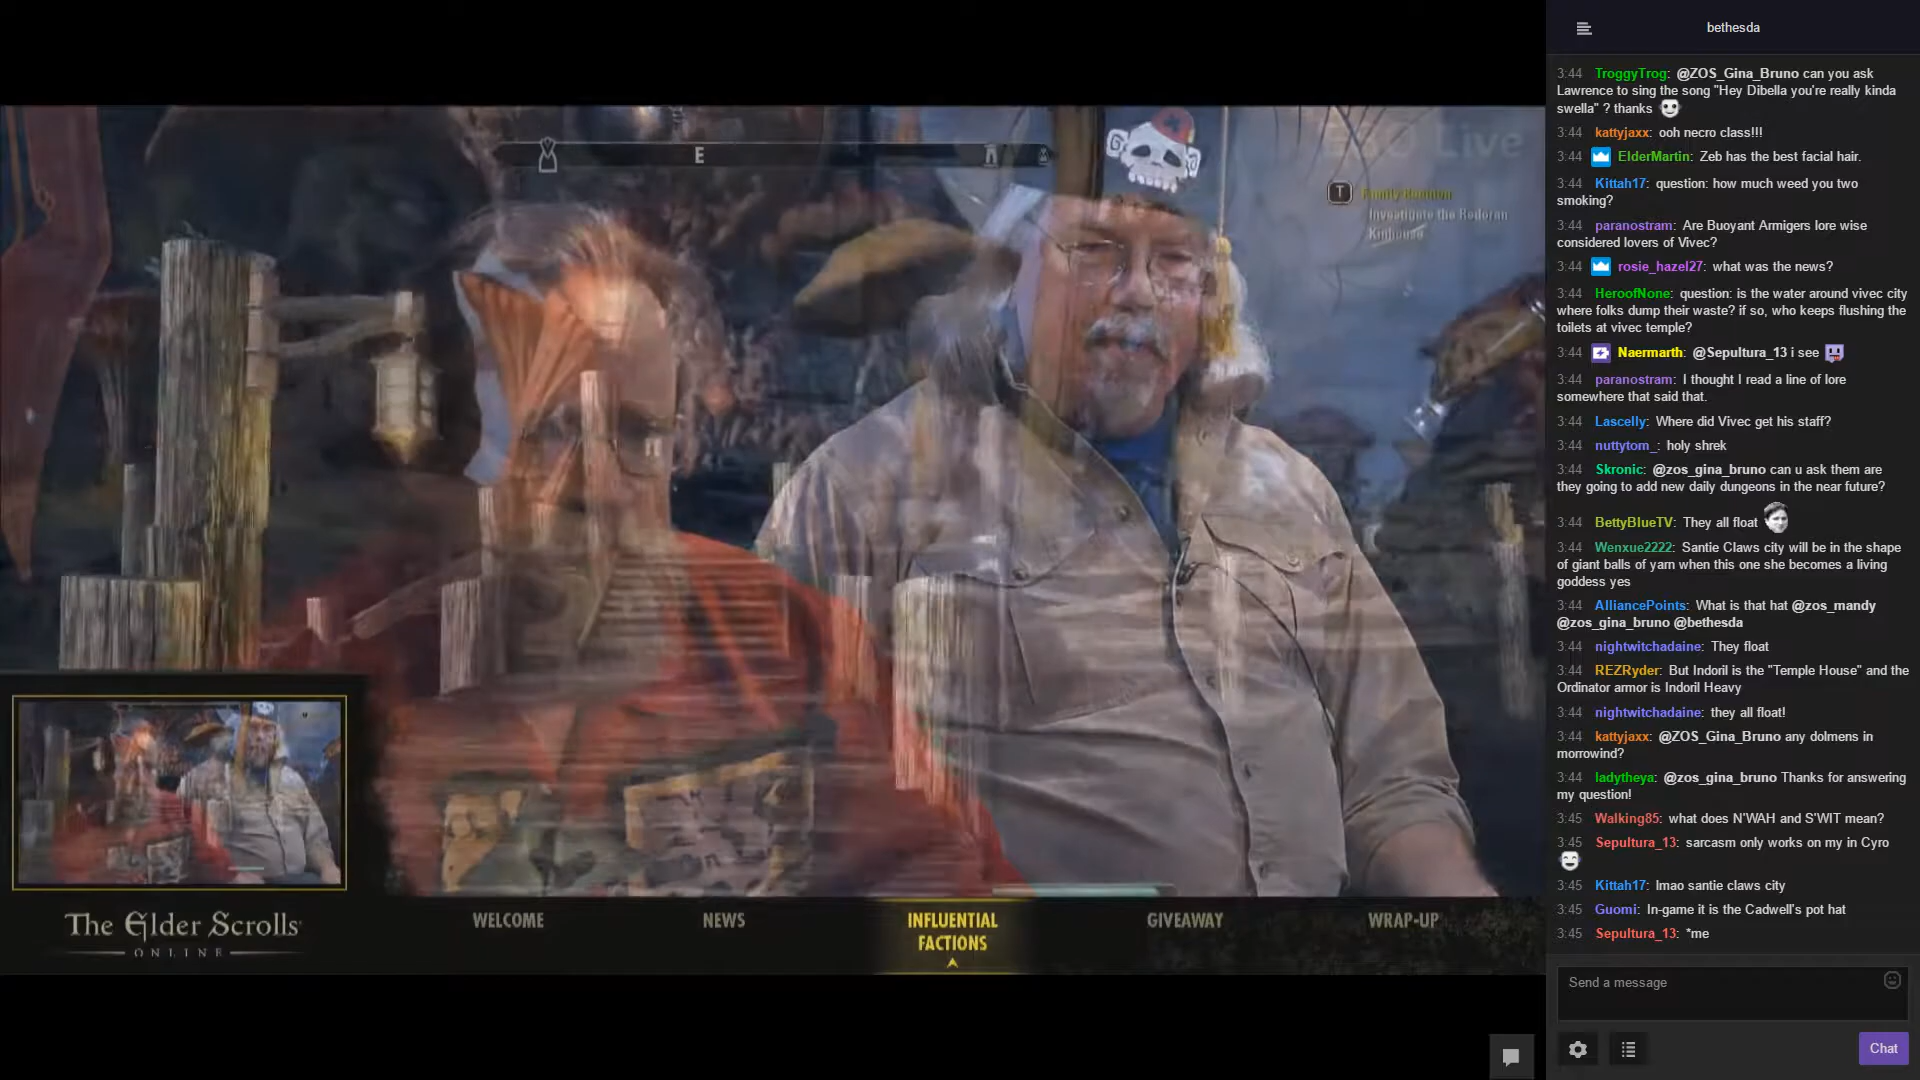 E
Live
T
Family Reunion
Investigate the Redoran
Kinhouse
The Elder Scrolls
ONLINE
WELCOME
NEWS
INFLUENTIAL
FACTIONS
GIVEAWAY
WRAP-UP
bethesda
3:44 TroggyTrog: @ZOS_Gina_Bruno can you ask
Lawrence to sing the song "Hey Dibella you're really kinda
swella" ? thanks
3:44 kattyjaxx: ooh necro class!!!
3:44 ElderMartin: Zeb has the best facial hair.
3:44 Kittah17: question: how much weed you two
smoking?
3:44 paranostram: Are Buoyant Armigers lore wise
considered lovers of Vivec?
3:44 rosie_hazel27: what was the news?
3:44 HeroofNone: question: is the water around vivec city
where folks dump their waste? if so, who keeps flushing the
toilets at vivec temple?
3:44 Naermarth: @Sepultura_13 i see
3:44 paranostram: I thought I read a line of lore
somewhere that said that.
3:44 Lascelly: Where did Vivec get his staff?
3:44 nuttytom_: holy shrek
3:44 Skronic: @zos_gina_bruno can u ask them are
they going to add new daily dungeons in the near future?
3:44 BettyBlueTV: They all float
3:44 Wenxue2222: Santie Claws city will be in the shape
of giant balls of yarn when this one she becomes a living
goddess yes
3:44 AlliancePoints: What is that hat @zos_mandy
@zos_gina_bruno @bethesda
3:44 nightwitchadaine: They float
3:44 REZRyder: But Indoril is the "Temple House" and the
Ordinator armor is Indoril Heavy
3:44 nightwitchadaine: they all float!
3:44 kattyjaxx: @ZOS_Gina_Bruno any dolmens in
morrowind?
3:44 ladytheya: @zos_gina_bruno Thanks for answering
my question!
3:45 Walking85: what does N'WAH and S'WIT mean?
3:45 Sepultura_13: sarcasm only works on my in Cyro
3:45 Kittah17: lmao santie claws city
3:45 Guomi: In-game it is the Cadwell's pot hat
3:45 Sepultura_13: *me
Send a message
Chat